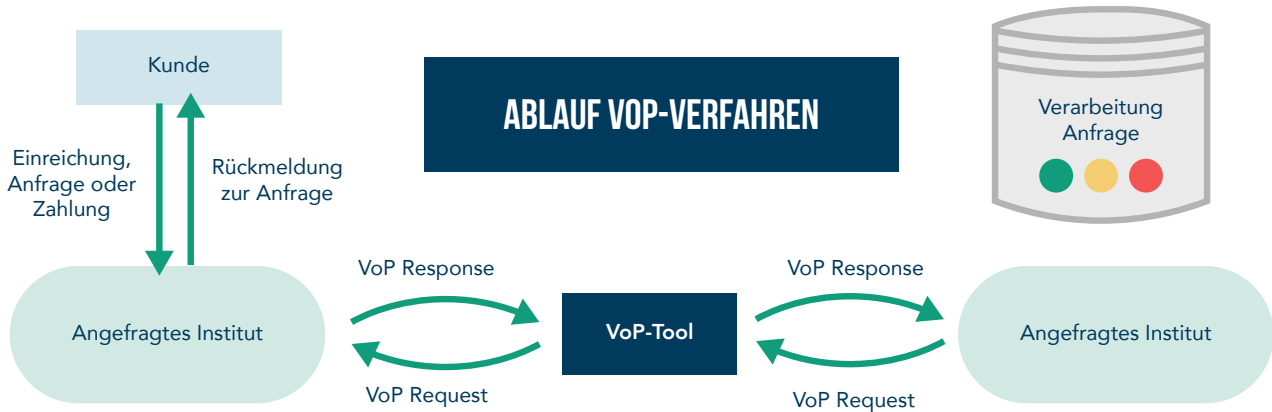 Kunde
ABLAUF VOP-VERFAHREN
Verarbeitung
Anfrage
Einreichung,
Anfrage oder
Zahlung
Rückmeldung
zur Anfrage
VoP Response
VoP Response
Angefragtes Institut
VoP-Tool
Angefragtes Institut
VoP Request
VoP Request